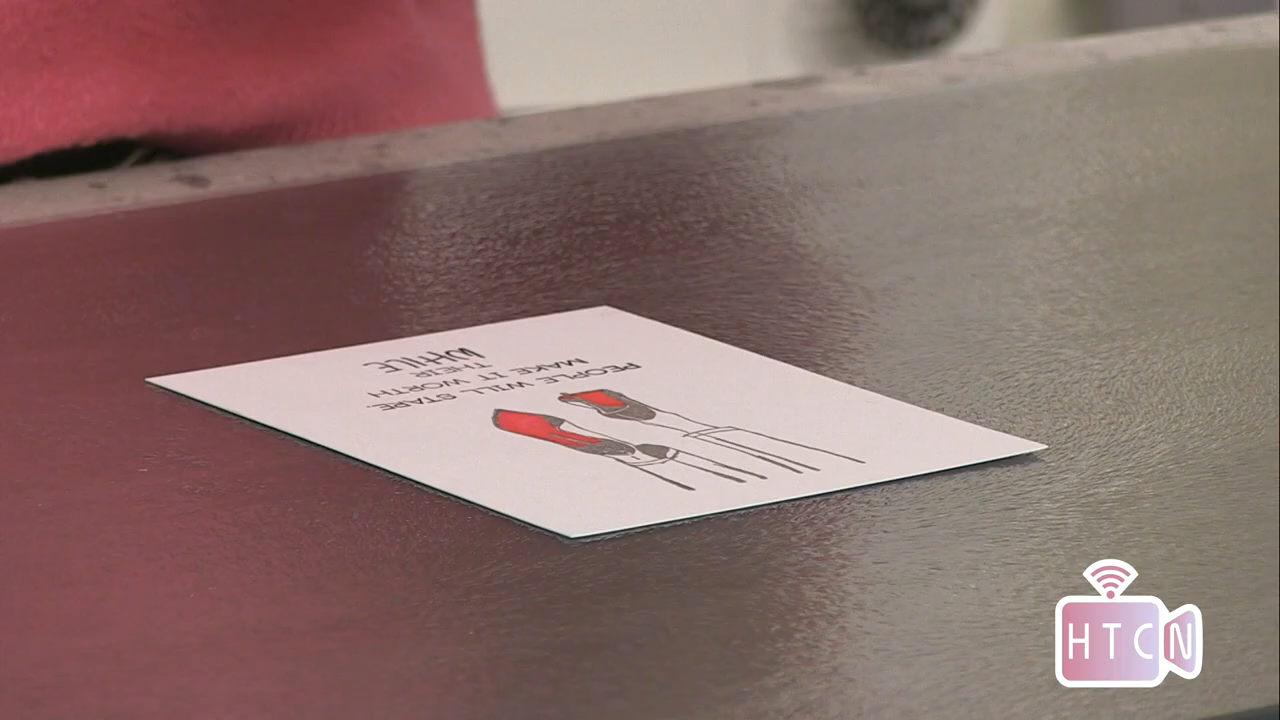 PEOPLE WILL STARE.
MAKE IT WORTH
THEIR
WHILE
HTCN